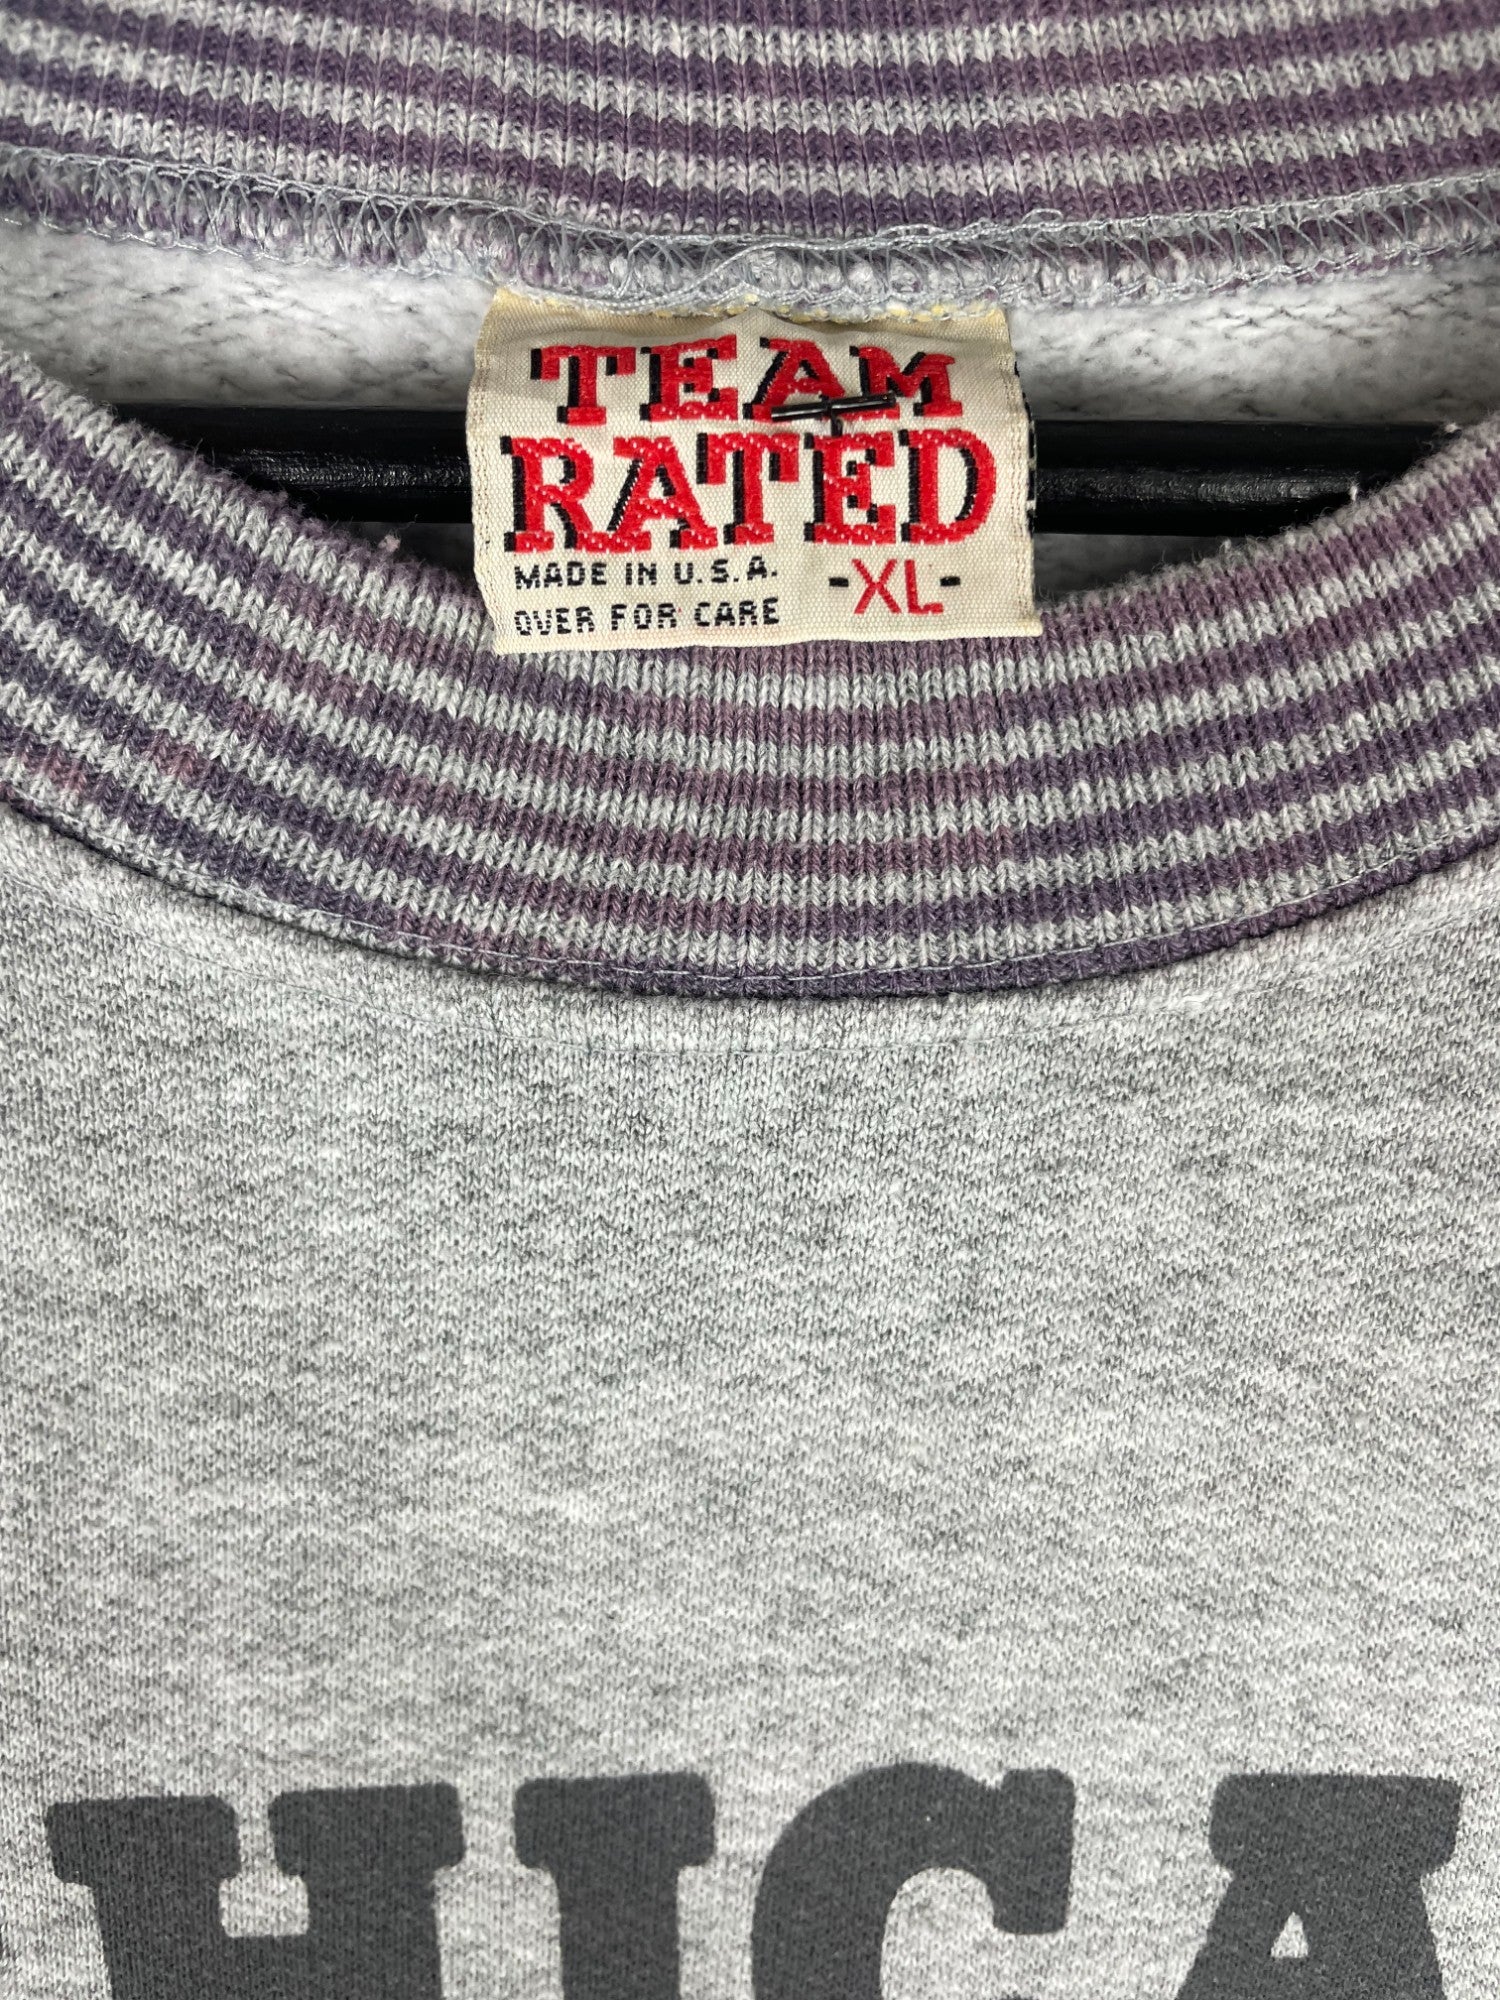 TEAM
RATED
MADE IN U.S.A.
OVER FOR CARE
-XL-
HICA